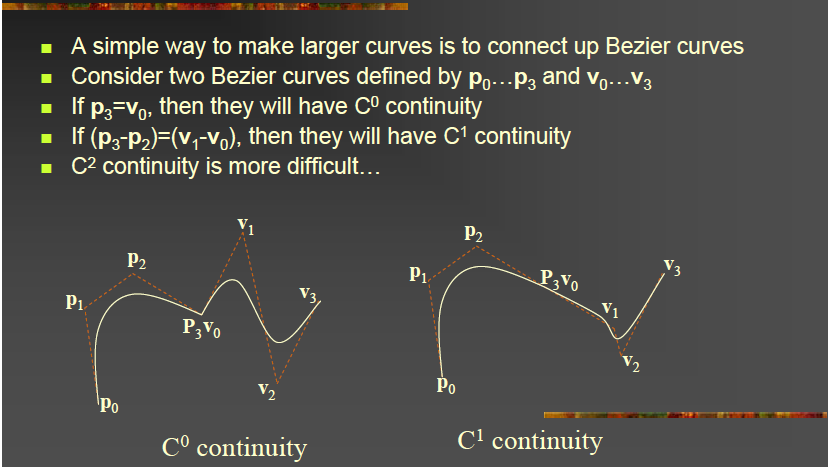 A simple way to make larger curves is to connect up Bezier curves
Consider two Bezier curves defined by p₀…p₃ and v₀…v₃
If p₃=v₀, then they will have C⁰ continuity
If (p₃-p₂)=(v₁-v₀), then they will have C¹ continuity
C² continuity is more difficult…
v₁
p₂
p₁
P₃v₀
v₃
v₂
p₀
C⁰ continuity
p₂
p₁
P₃v₀
v₃
v₁
v₂
p₀
C¹ continuity